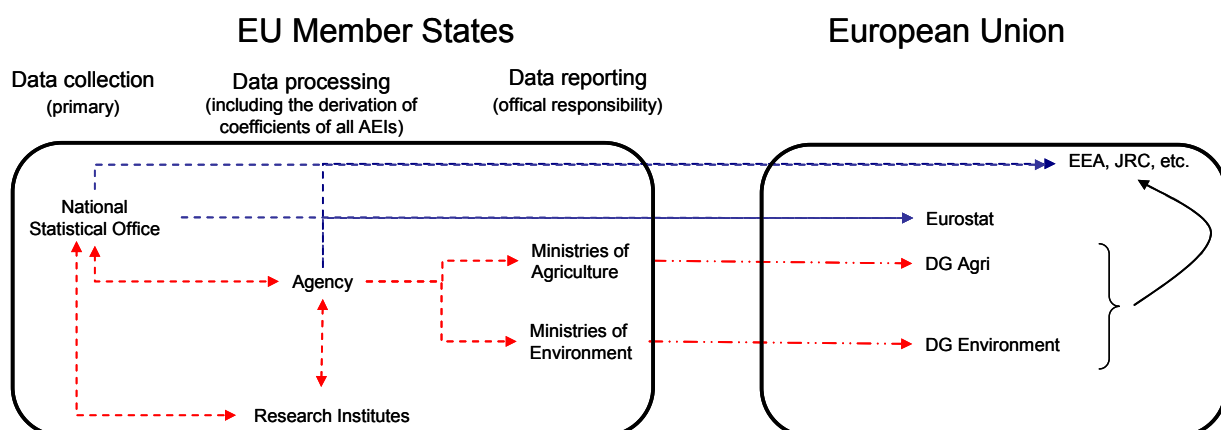 EU Member States
European Union
Data collection
(primary)
Data processing
(including the derivation of
coefficients of all AEIs)
Data reporting
(offical responsibility)
EEA, JRC, etc.
National
Statistical Office
Eurostat
Ministries of
Agriculture
DG Agri
Agency
Ministries of
Environment
DG Environment
Research Institutes